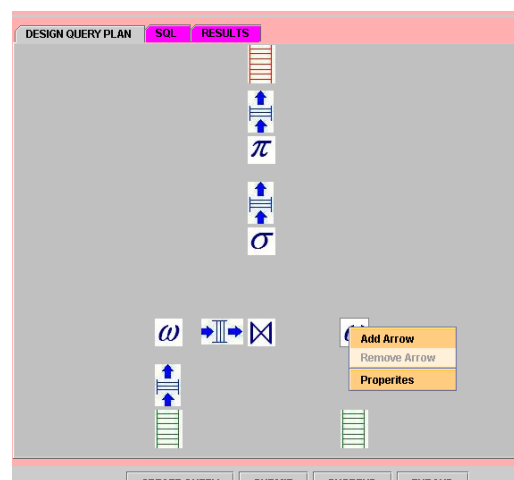 DESIGN QUERY PLAN SQL RESULTS
π
σ
ω ⋈
Add Arrow
Remove Arrow
Properites